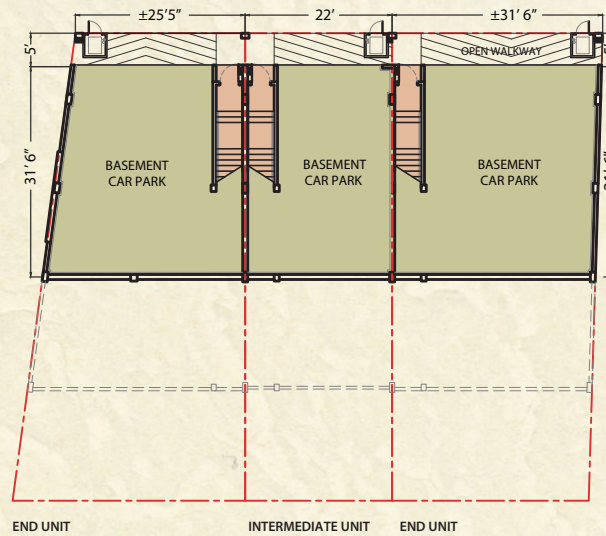 ±25'5" 22' ±31' 6"
5'
OPEN WALKWAY
31' 6"
BASEMENT
CAR PARK
BASEMENT
CAR PARK
BASEMENT
CAR PARK
END UNIT INTERMEDIATE UNIT END UNIT